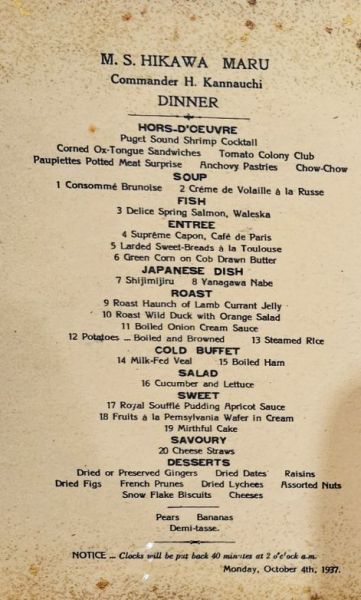 M. S. HIKAWA MARU
Commander H. Kannauchi
DINNER
HORS-D'OEUVRE
Puget Sound Shrimp Cocktail
Corned Ox-Tongue Sandwiches Tomato Colony Club
Paupiettes Potted Meat Surprise Anchovy Pastries Chow-Chow
SOUP
1 Consommé Brunoise 2 Créme de Volaille à la Russe
FISH
3 Delice Spring Salmon, Waleska
ENTREE
4 Suprême Capon, Café de Paris
5 Larded Sweet-Breads à la Toulouse
6 Green Corn on Cob Drawn Butter
JAPANESE DISH
7 Shijimijiru 8 Yanagawa Nabe
ROAST
9 Roast Haunch of Lamb Currant Jelly
10 Roast Wild Duck with Orange Salad
11 Boiled Onion Cream Sauce
12 Potatoes ... Boiled and Browned 13 Steamed Rice
COLD BUFFET
14 Milk-Fed Veal 15 Boiled Ham
SALAD
16 Cucumber and Lettuce
SWEET
17 Royal Soufflé Pudding Apricot Sauce
18 Fruits à la Pemsylvania Wafer in Cream
19 Mirthful Cake
SAVOURY
20 Cheese Straws
DESSERTS
Dried or Preserved Gingers Dried Dates Raisins
Dried Figs French Prunes Dried Lychees Assorted Nuts
Snow Flake Biscuits Cheeses
Pears Bananas
Demi-tasse.
NOTICE ... Clocks will be put back 40 minutes at 2 o'c'ock a.m.
Monday, October 4th, 1937.